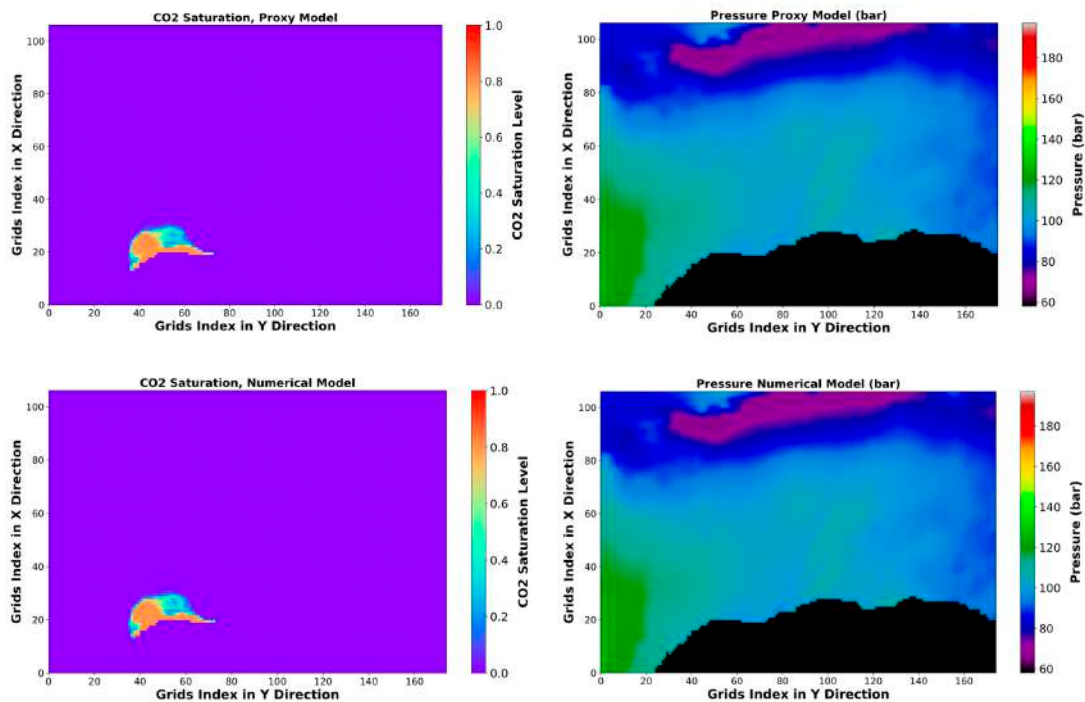 CO2 Saturation, Proxy Model
Grids Index in X Direction
100
80
60
40
20
0
0 20 40 60 80 100 120 140 160
Grids Index in Y Direction
1.0
0.8
0.6
0.4
0.2
0.0
CO2 Saturation Level
Pressure Proxy Model (bar)
Grids Index in X Direction
100
80
60
40
20
0
0 20 40 60 80 100 120 140 160
Grids Index in Y Direction
180
160
140
120
100
80
60
Pressure (bar)
CO2 Saturation, Numerical Model
Grids Index in X Direction
100
80
60
40
20
0
0 20 40 60 80 100 120 140 160
Grids Index in Y Direction
1.0
0.8
0.6
0.4
0.2
0.0
CO2 Saturation Level
Pressure Numerical Model (bar)
Grids Index in X Direction
100
80
60
40
20
0
0 20 40 60 80 100 120 140 160
Grids Index in Y Direction
180
160
140
120
100
80
60
Pressure (bar)